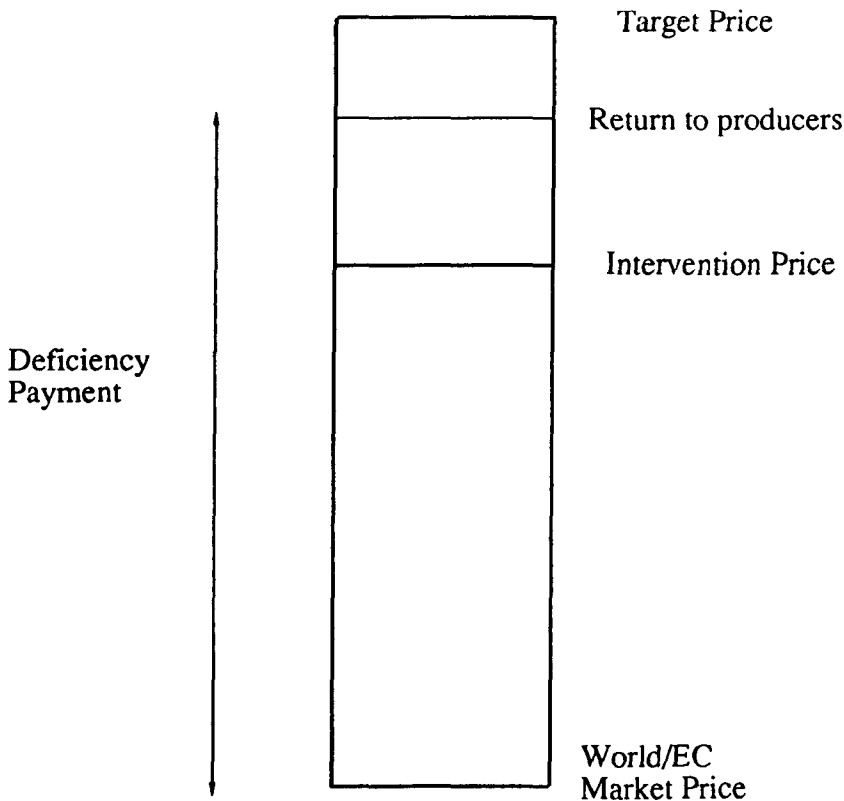 Target Price
Return to producers
Intervention Price
Deficiency
Payment
World/EC
Market Price